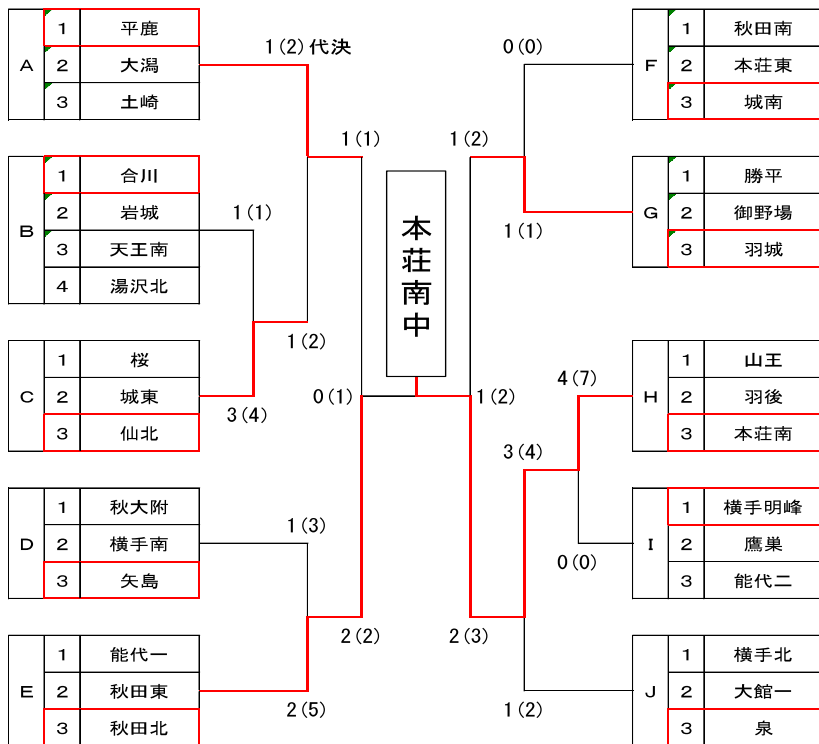 A
1 平鹿
2 大潟
3 土崎
B
1 合川
2 岩城
3 天王南
4 湯沢北
C
1 桜
2 城東
3 仙北
D
1 秋大附
2 横手南
3 矢島
E
1 能代一
2 秋田東
3 秋田北
1(2)代決
1(1)
1(1)
1(2)
3(4)
0(1)
1(3)
2(2)
2(5)
本荘南中
0(0)
1(2)
1(1)
4(7)
1(2)
3(4)
0(0)
2(3)
1(2)
F
1 秋田南
2 本荘東
3 城南
G
1 勝平
2 御野場
3 羽城
H
1 山王
2 羽後
3 本荘南
I
1 横手明峰
2 鷹巣
3 能代二
J
1 横手北
2 大館一
3 泉